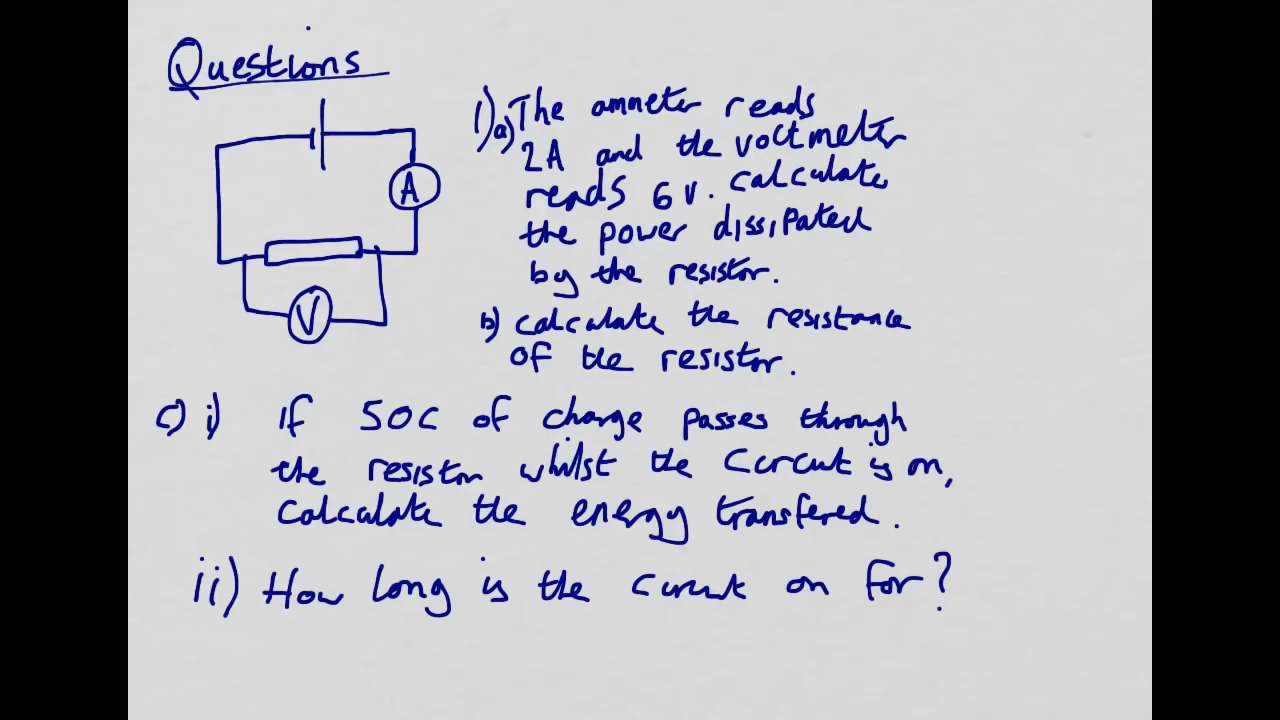 Questions
1) a) The ammeter reads
2A and the voltmeter
reads 6V. calculate
the power dissipated
by the resistor.
b) calculate the resistance
of the resistor.
A
V
c) i) If 50C of charge passes through
the resistor whilst the circuit is on,
calculate the energy transfered.
ii) How long is the circuit on for?